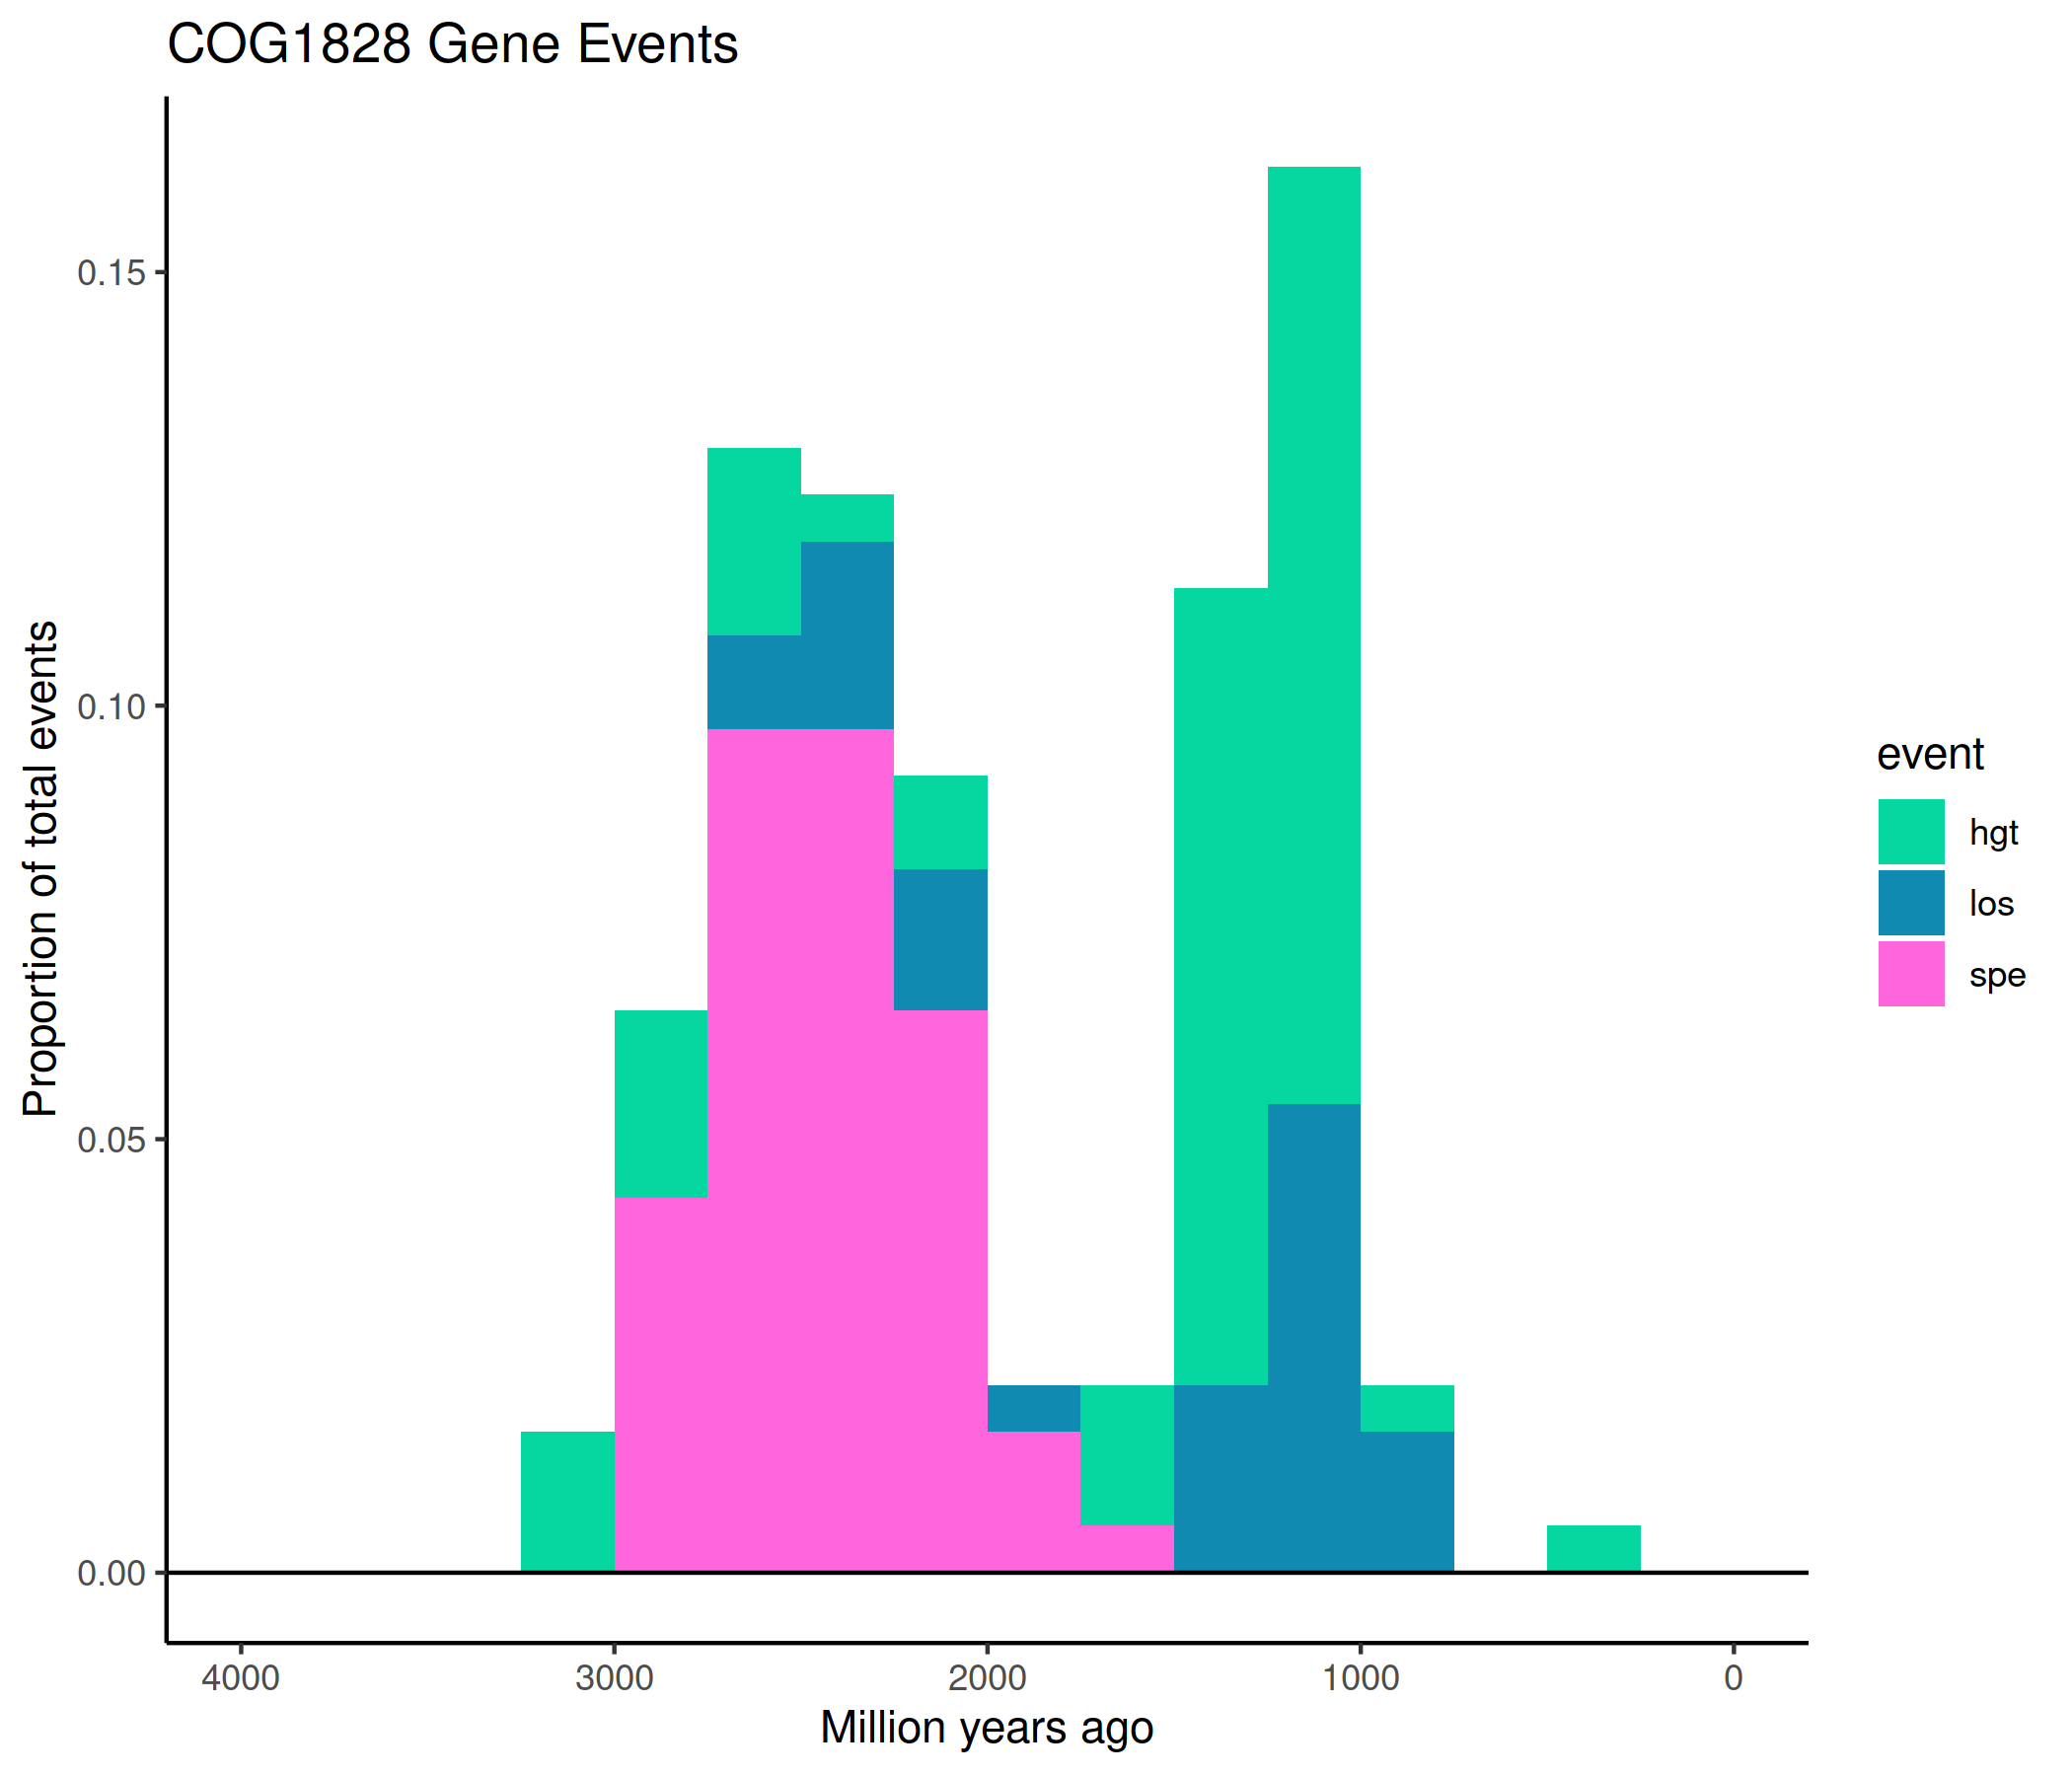 COG1828 Gene Events
Proportion of total events
0.15
0.10
0.05
0.00
4000
3000
2000
1000
0
Million years ago
event
hgt
los
spe